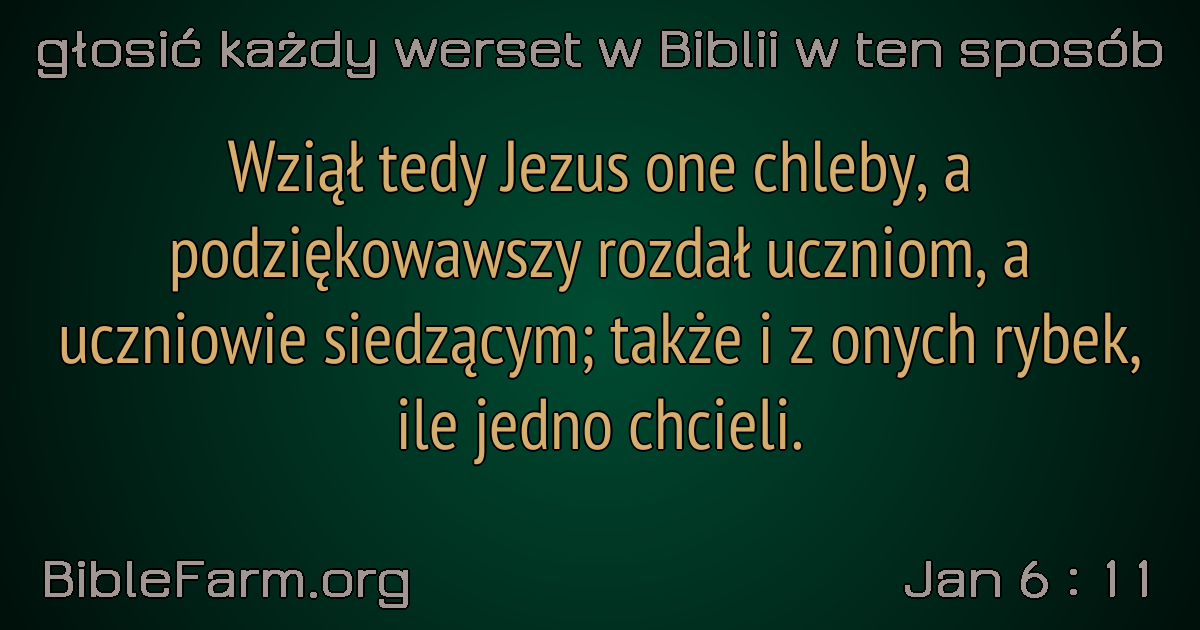 głosić każdy werset w Biblii w ten sposób
Wziął tedy Jezus one chleby, a
podziękowawszy rozdał uczniom, a
uczniowie siedzącym; także i z onych rybek,
ile jedno chcieli.
BibleFarm.org
Jan 6 : 11